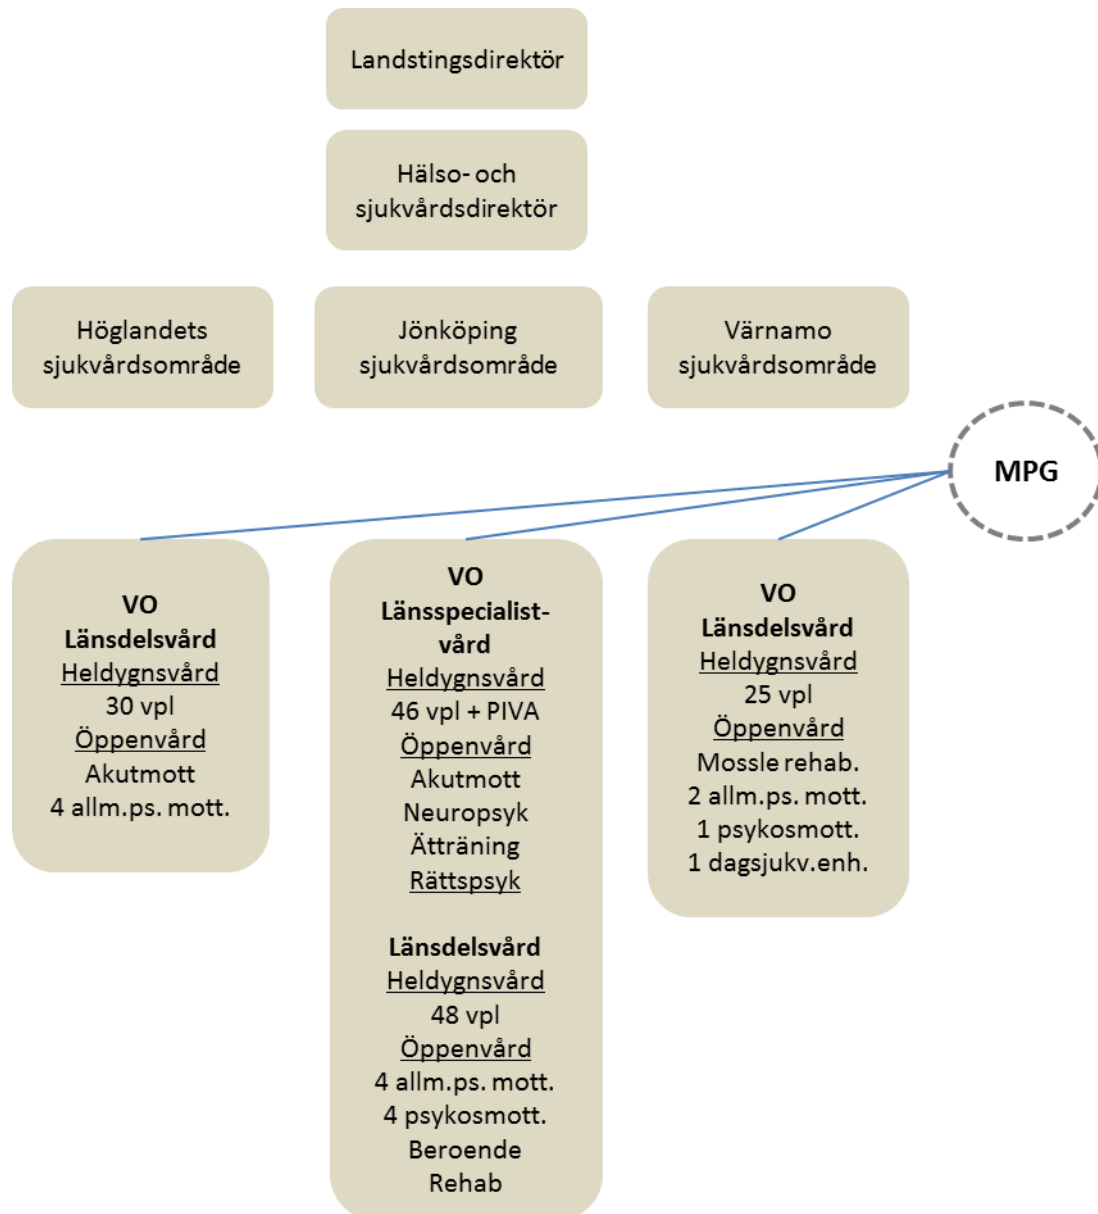 Landstingsdirektör
Hälso- och
sjukvårdsdirektör
Höglandets
sjukvårdsområde
Jönköping
sjukvårdsområde
Värnamo
sjukvårdsområde
MPG
VO
Länsdelsvård
Heldygnsvård
30 vpl
Öppenvård
Akutmott
4 allm.ps. mott.
VO
Länsspecialist-
vård
Heldygnsvård
46 vpl + PIVA
Öppenvård
Akutmott
Neuropsyk
Ätträning
Rättspsyk
Länsdelsvård
Heldygnsvård
48 vpl
Öppenvård
4 allm.ps. mott.
4 psykosmott.
Beroende
Rehab
VO
Länsdelsvård
Heldygnsvård
25 vpl
Öppenvård
Mossle rehab.
2 allm.ps. mott.
1 psykosmott.
1 dagsjukv.enh.